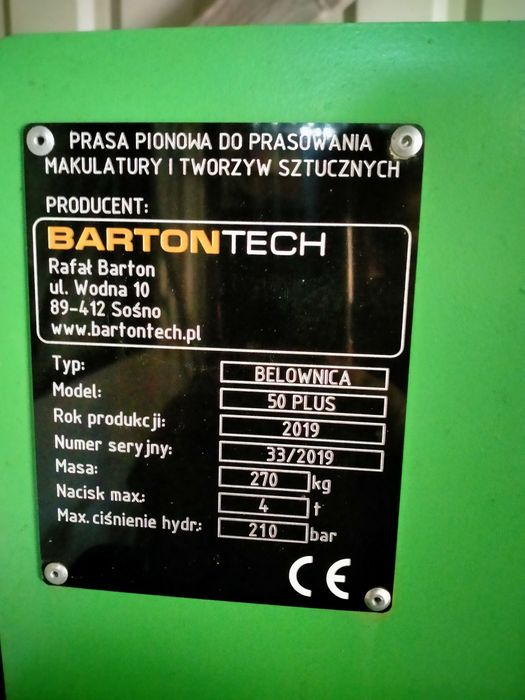 PRASA PIONOWA DO PRASOWANIA
MAKULATURY I TWORZYW SZTUCZNYCH
PRODUCENT:
BARTONTECH
Rafał Barton
ul. Wodna 10
89-412 Sośno
www.bartontech.pl
Typ: BELOWNICA
Model: 50 PLUS
Rok produkcji: 2019
Numer seryjny: 33/2019
Masa: 270 kg
Nacisk max.: 4 t
Max. ciśnienie hydr.: 210 bar
CE